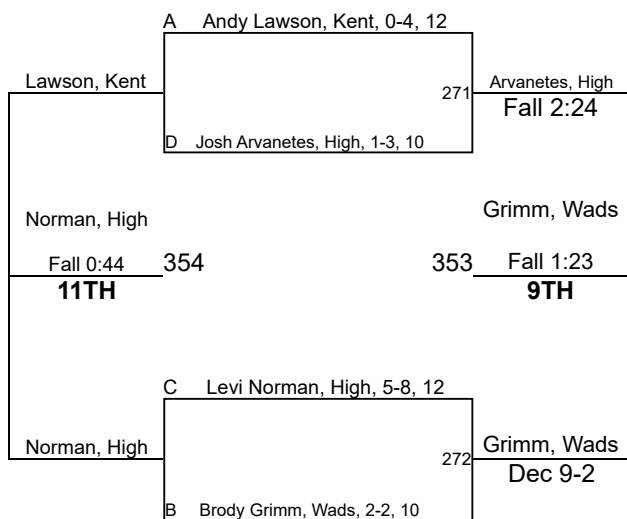 A Andy Lawson, Kent, 0-4, 12
Lawson, Kent
271
Arvanetes, High
Fall 2:24
D Josh Arvanetes, High, 1-3, 10
Norman, High
Grimm, Wads
Fall 0:44
354
353
Fall 1:23
11TH
9TH
C Levi Norman, High, 5-8, 12
Norman, High
272
Grimm, Wads
Dec 9-2
B Brody Grimm, Wads, 2-2, 10